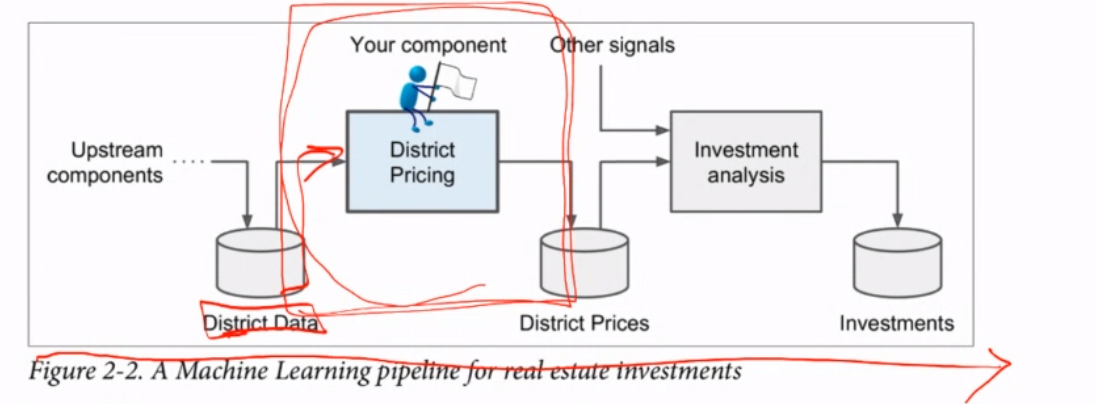 Your component
Other signals
Upstream
components
District
Pricing
Investment
analysis
District Data
District Prices
Investments
Figure 2-2. A Machine Learning pipeline for real estate investments